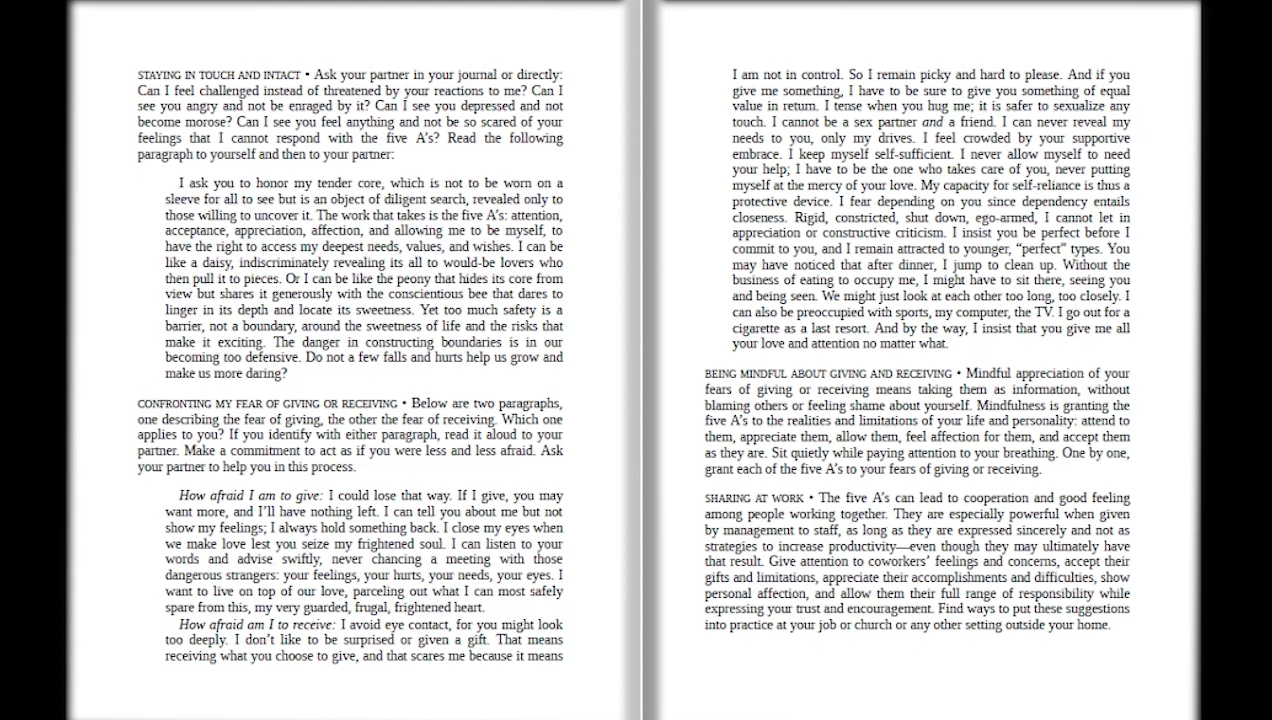 STAYING IN TOUCH AND INTACT • Ask your partner in your journal or directly:
Can I feel challenged instead of threatened by your reactions to me? Can I
see you angry and not be enraged by it? Can I see you depressed and not
become morose? Can I see you feel anything and not be so scared of your
feelings that I cannot respond with the five A's? Read the following
paragraph to yourself and then to your partner:
I ask you to honor my tender core, which is not to be worn on a
sleeve for all to see but is an object of diligent search, revealed only to
those willing to uncover it. The work that takes is the five A's: attention,
acceptance, appreciation, affection, and allowing me to be myself, to
have the right to access my deepest needs, values, and wishes. I can be
like a daisy, indiscriminately revealing its all to would-be lovers who
then pull it to pieces. Or I can be like the peony that hides its core from
view but shares it generously with the conscientious bee that dares to
linger in its depth and locate its sweetness. Yet too much safety is a
barrier, not a boundary, around the sweetness of life and the risks that
make it exciting. The danger in constructing boundaries is in our
becoming too defensive. Do not a few falls and hurts help us grow and
make us more daring?
CONFRONTING MY FEAR OF GIVING OR RECEIVING • Below are two paragraphs,
one describing the fear of giving, the other the fear of receiving. Which one
applies to you? If you identify with either paragraph, read it aloud to your
partner. Make a commitment to act as if you were less and less afraid. Ask
your partner to help you in this process.
How afraid I am to give: I could lose that way. If I give, you may
want more, and I'll have nothing left. I can tell you about me but not
show my feelings; I always hold something back. I close my eyes when
we make love lest you seize my frightened soul. I can listen to your
words and advise swiftly, never chancing a meeting with those
dangerous strangers: your feelings, your hurts, your needs, your eyes. I
want to live on top of our love, parceling out what I can most safely
spare from this, my very guarded, frugal, frightened heart.
How afraid am I to receive: I avoid eye contact, for you might look
too deeply. I don't like to be surprised or given a gift. That means
receiving what you choose to give, and that scares me because it means
I am not in control. So I remain picky and hard to please. And if you
give me something, I have to be sure to give you something of equal
value in return. I tense when you hug me; it is safer to sexualize any
touch. I cannot be a sex partner and a friend. I can never reveal my
needs to you, only my drives. I feel crowded by your supportive
embrace. I keep myself self-sufficient. I never allow myself to need
your help; I have to be the one who takes care of you, never putting
myself at the mercy of your love. My capacity for self-reliance is thus a
protective device. I fear depending on you since dependency entails
closeness. Rigid, constricted, shut down, ego-armed, I cannot let in
appreciation or constructive criticism. I insist you be perfect before I
commit to you, and I remain attracted to younger, “perfect” types. You
may have noticed that after dinner, I jump to clean up. Without the
business of eating to occupy me, I might have to sit there, seeing you
and being seen. We might just look at each other too long, too closely. I
can also be preoccupied with sports, my computer, the TV. I go out for a
cigarette as a last resort. And by the way, I insist that you give me all
your love and attention no matter what.
BEING MINDFUL ABOUT GIVING AND RECEIVING • Mindful appreciation of your
fears of giving or receiving means taking them as information, without
blaming others or feeling shame about yourself. Mindfulness is granting the
five A's to the realities and limitations of your life and personality: attend to
them, appreciate them, allow them, feel affection for them, and accept them
as they are. Sit quietly while paying attention to your breathing. One by one,
grant each of the five A's to your fears of giving or receiving.
SHARING AT WORK • The five A's can lead to cooperation and good feeling
among people working together. They are especially powerful when given
by management to staff, as long as they are expressed sincerely and not as
strategies to increase productivity—even though they may ultimately have
that result. Give attention to coworkers' feelings and concerns, accept their
gifts and limitations, appreciate their accomplishments and difficulties, show
personal affection, and allow them their full range of responsibility while
expressing your trust and encouragement. Find ways to put these suggestions
into practice at your job or church or any other setting outside your home.